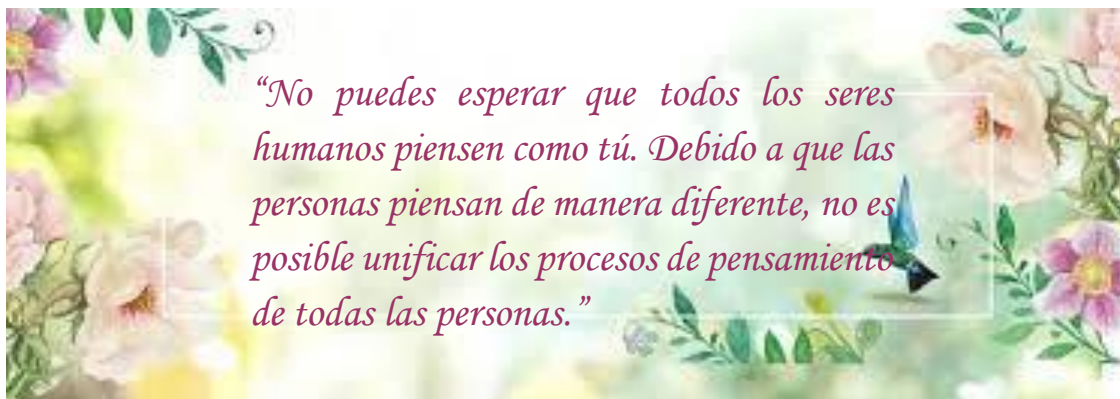 “No puedes esperar que todos los seres
humanos piensen como tú. Debido a que las
personas piensan de manera diferente, no es
posible unificar los procesos de pensamiento
de todas las personas.”